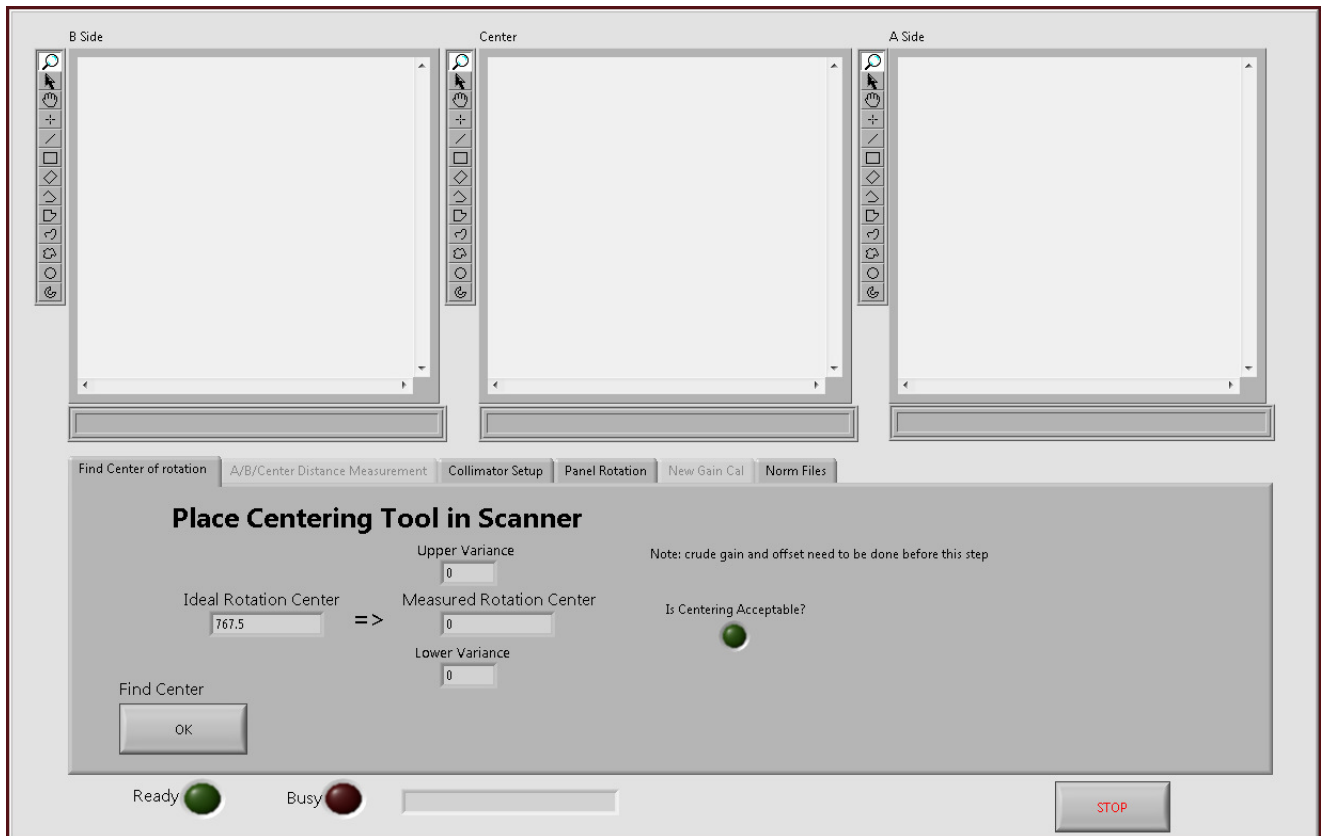 B Side
Center
A Side
Find Center of rotation
A/B/Center Distance Measurement
Collimator Setup
Panel Rotation
New Gain Cal
Norm Files
Place Centering Tool in Scanner
Upper Variance
0
Note: crude gain and offset need to be done before this step
Ideal Rotation Center
767.5
=>
Measured Rotation Center
0
Is Centering Acceptable?
Lower Variance
0
Find Center
OK
Ready
Busy
STOP